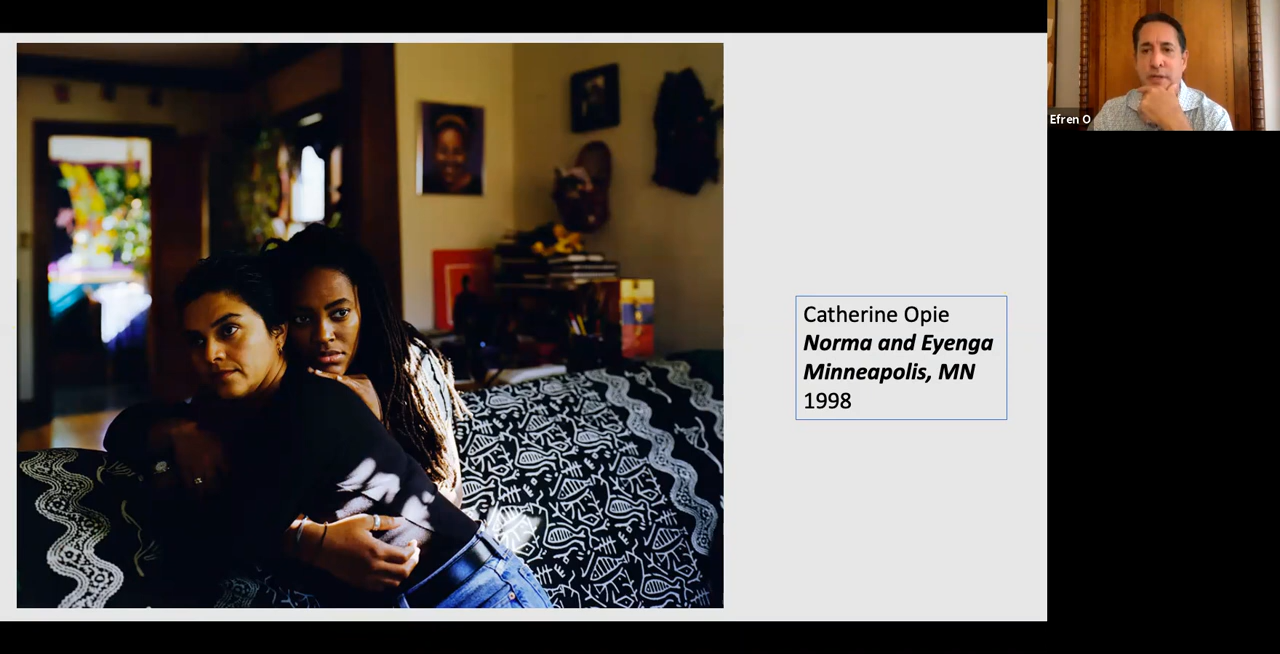 Catherine Opie
Norma and Eyenga
Minneapolis, MN
1998
Efren O